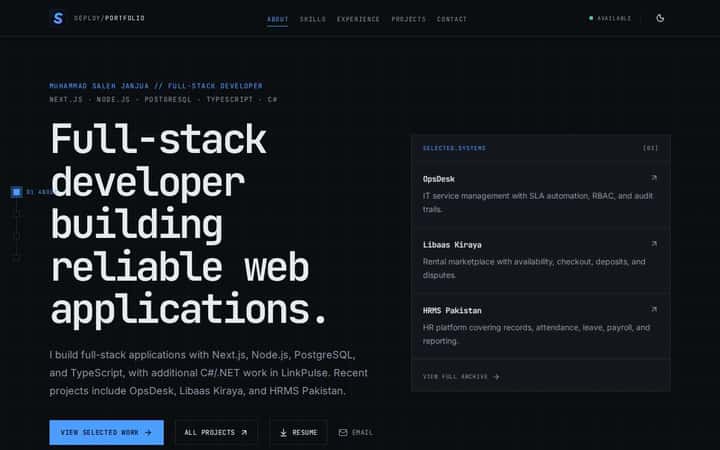 S DEPLOY/PORTFOLIO
ABOUT SKILLS EXPERIENCE PROJECTS CONTACT
AVAILABLE
MUHAMMAD SALEH JANJUA // FULL-STACK DEVELOPER
NEXT.JS · NODE.JS · POSTGRESQL · TYPESCRIPT · C#
Full-stack
developer
building
reliable web
applications.
01
I build full-stack applications with Next.js, Node.js, PostgreSQL,
and TypeScript, with additional C#/.NET work in LinkPulse. Recent
projects include OpsDesk, Libaas Kiraya, and HRMS Pakistan.
VIEW SELECTED WORK →
ALL PROJECTS ↗
RESUME
EMAIL
SELECTED.SYSTEMS [03]
OpsDesk ↗
IT service management with SLA automation, RBAC, and audit
trails.
Libaas Kiraya ↗
Rental marketplace with availability, checkout, deposits, and
disputes.
HRMS Pakistan ↗
HR platform covering records, attendance, leave, payroll, and
reporting.
VIEW FULL ARCHIVE →